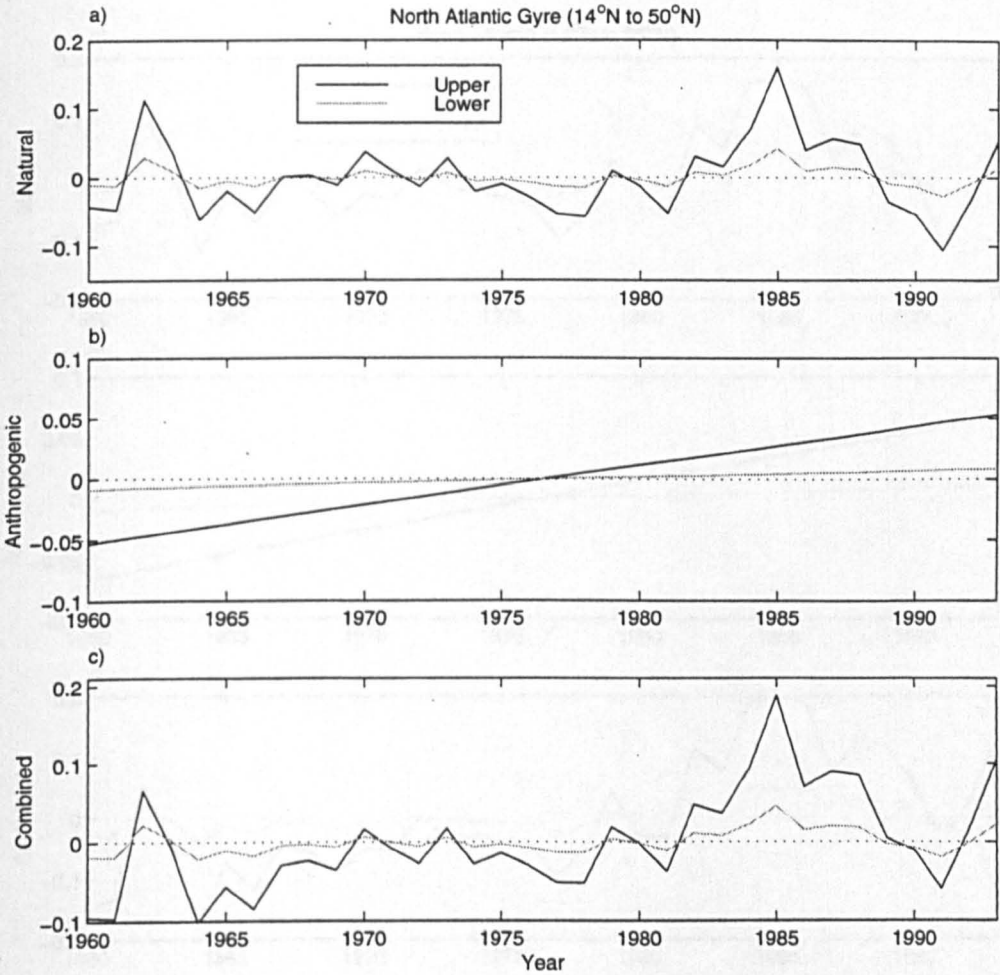 a)
North Atlantic Gyre (14°N to 50°N)
0.2
0.1
0
−0.1
Natural
Upper
Lower
1960 1965 1970 1975 1980 1985 1990
b)
0.1
0.05
0
−0.05
−0.1
Anthropogenic
1960 1965 1970 1975 1980 1985 1990
c)
0.2
0.1
0
−0.1
Combined
1960 1965 1970 1975 1980 1985 1990
Year